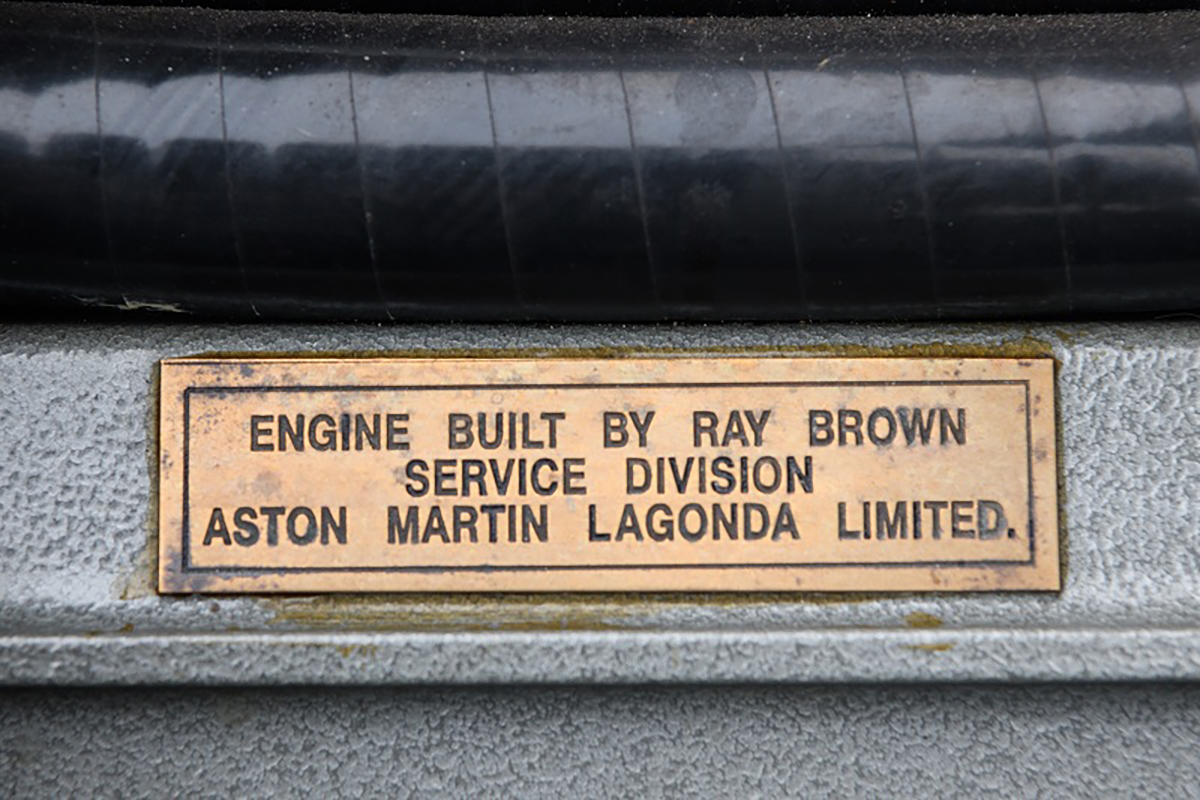 ENGINE BUILT BY RAY BROWN
SERVICE DIVISION
ASTON MARTIN LAGONDA LIMITED.